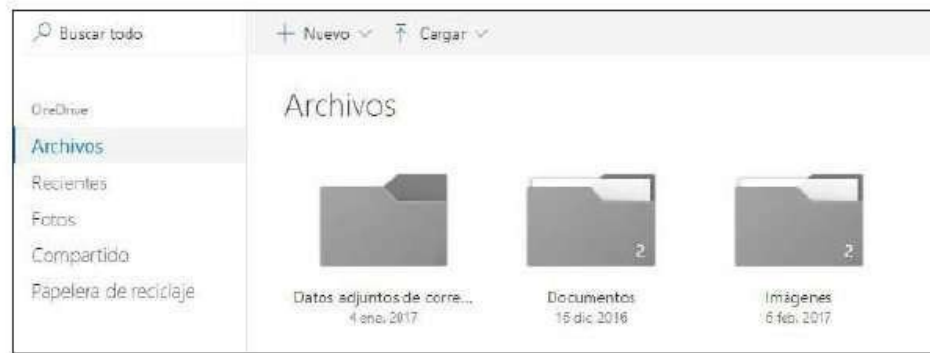 Buscar todo
Nuevo
Cargar
OneDrive
Archivos
Recientes
Fotos
Compartido
Papelera de reciclaje
Archivos
2
2
Datos adjuntos de corre...
4 ene. 2017
Documentos
15 dic. 2016
Imágenes
6 feb. 2017